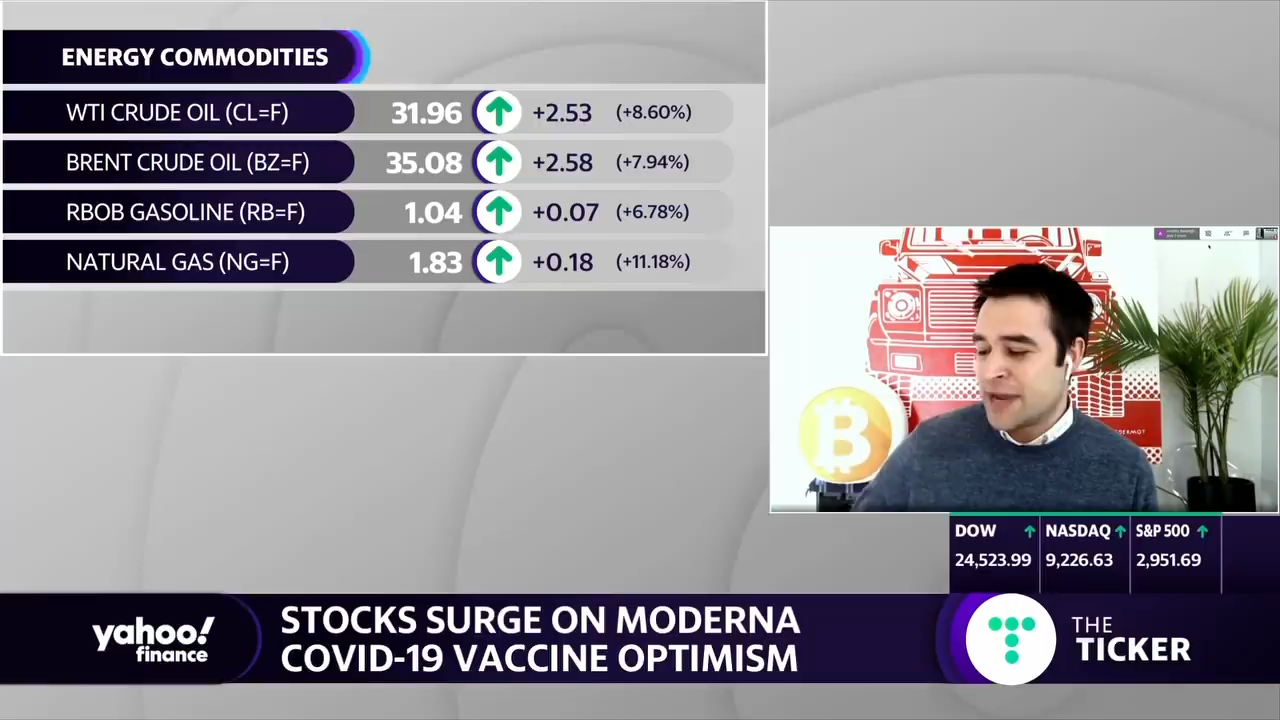 ENERGY COMMODITIES
WTI CRUDE OIL (CL=F) 31.96 +2.53 (+8.60%)
BRENT CRUDE OIL (BZ=F) 35.08 +2.58 (+7.94%)
RBOB GASOLINE (RB=F) 1.04 +0.07 (+6.78%)
NATURAL GAS (NG=F) 1.83 +0.18 (+11.18%)
DOW NASDAQ S&P 500
24,523.99 9,226.63 2,951.69
yahoo!
finance
STOCKS SURGE ON MODERNA
COVID-19 VACCINE OPTIMISM
THE
TICKER